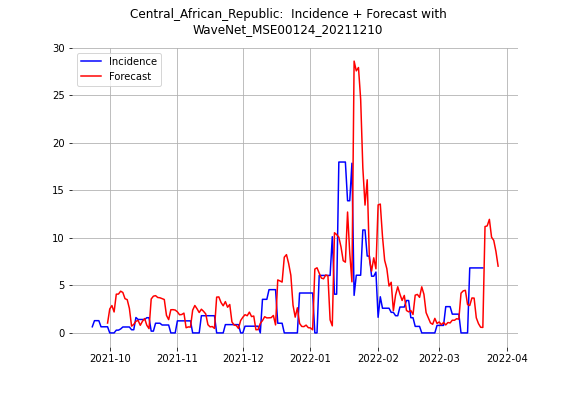 Central_African_Republic:  Incidence + Forecast with
WaveNet_MSE00124_20211210
30
25
20
15
10
5
0
Incidence
Forecast
2021-10 2021-11 2021-12 2022-01 2022-02 2022-03 2022-04